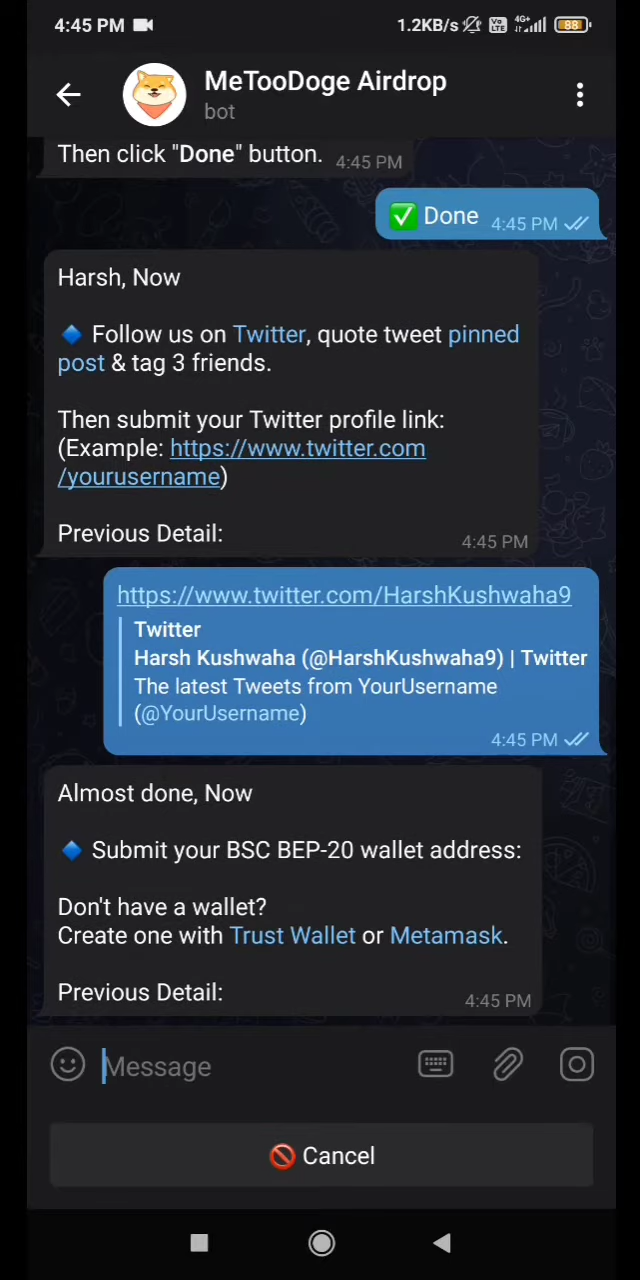 4:45 PM 1.2KB/s Vo LTE 4G+ 88
MeTooDoge Airdrop
bot
Then click "Done" button. 4:45 PM
✅ Done 4:45 PM
Harsh, Now
🔹 Follow us on Twitter, quote tweet pinned
post & tag 3 friends.
Then submit your Twitter profile link:
(Example: https://www.twitter.com
/yourusername)
Previous Detail:
4:45 PM
https://www.twitter.com/HarshKushwaha9
Twitter
Harsh Kushwaha (@HarshKushwaha9) | Twitter
The latest Tweets from YourUsername
(@YourUsername)
4:45 PM
Almost done, Now
🔹 Submit your BSC BEP-20 wallet address:
Don't have a wallet?
Create one with Trust Wallet or Metamask.
Previous Detail:
4:45 PM
Message
🚫 Cancel